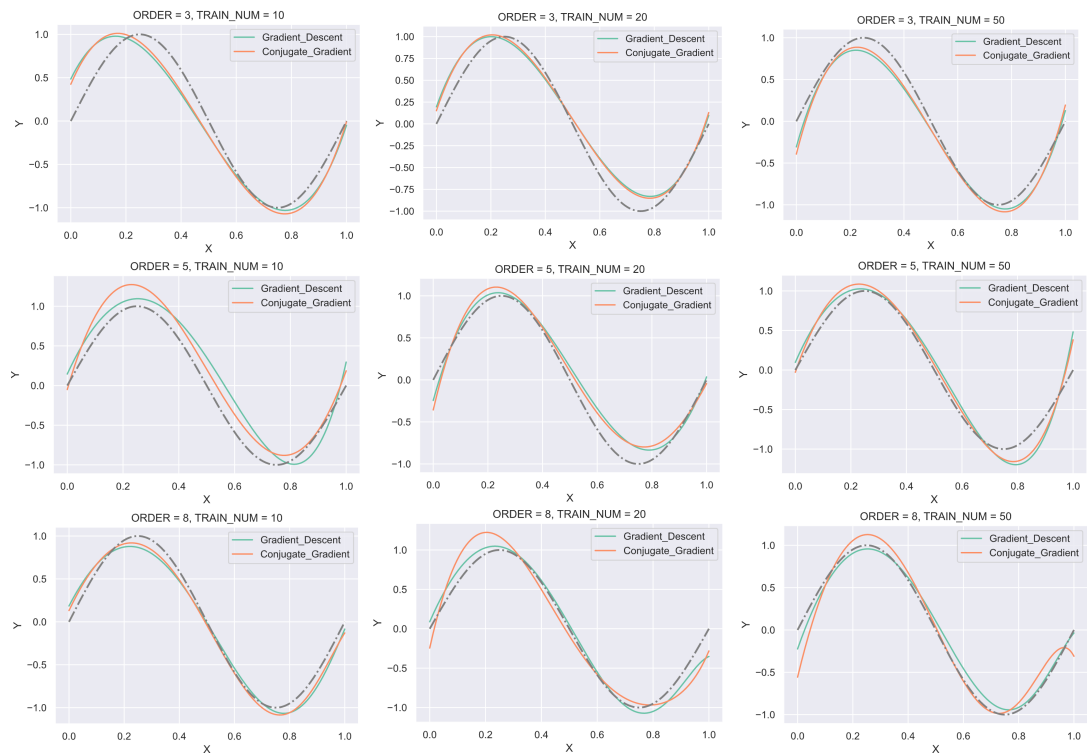 ORDER = 3, TRAIN_NUM = 10
Gradient_Descent
Conjugate_Gradient
1.0
0.5
0.0
−0.5
−1.0
Y
0.0 0.2 0.4 0.6 0.8 1.0
X
ORDER = 3, TRAIN_NUM = 20
Gradient_Descent
Conjugate_Gradient
1.00
0.75
0.50
0.25
0.00
−0.25
−0.50
−0.75
−1.00
Y
0.0 0.2 0.4 0.6 0.8 1.0
X
ORDER = 3, TRAIN_NUM = 50
Gradient_Descent
Conjugate_Gradient
1.0
0.5
0.0
−0.5
−1.0
Y
0.0 0.2 0.4 0.6 0.8 1.0
X
ORDER = 5, TRAIN_NUM = 10
Gradient_Descent
Conjugate_Gradient
1.0
0.5
0.0
−0.5
−1.0
Y
0.0 0.2 0.4 0.6 0.8 1.0
X
ORDER = 5, TRAIN_NUM = 20
Gradient_Descent
Conjugate_Gradient
1.0
0.5
0.0
−0.5
−1.0
Y
0.0 0.2 0.4 0.6 0.8 1.0
X
ORDER = 5, TRAIN_NUM = 50
Gradient_Descent
Conjugate_Gradient
1.0
0.5
0.0
−0.5
−1.0
Y
0.0 0.2 0.4 0.6 0.8 1.0
X
ORDER = 8, TRAIN_NUM = 10
Gradient_Descent
Conjugate_Gradient
1.0
0.5
0.0
−0.5
−1.0
Y
0.0 0.2 0.4 0.6 0.8 1.0
X
ORDER = 8, TRAIN_NUM = 20
Gradient_Descent
Conjugate_Gradient
1.0
0.5
0.0
−0.5
−1.0
Y
0.0 0.2 0.4 0.6 0.8 1.0
X
ORDER = 8, TRAIN_NUM = 50
Gradient_Descent
Conjugate_Gradient
1.0
0.5
0.0
−0.5
−1.0
Y
0.0 0.2 0.4 0.6 0.8 1.0
X